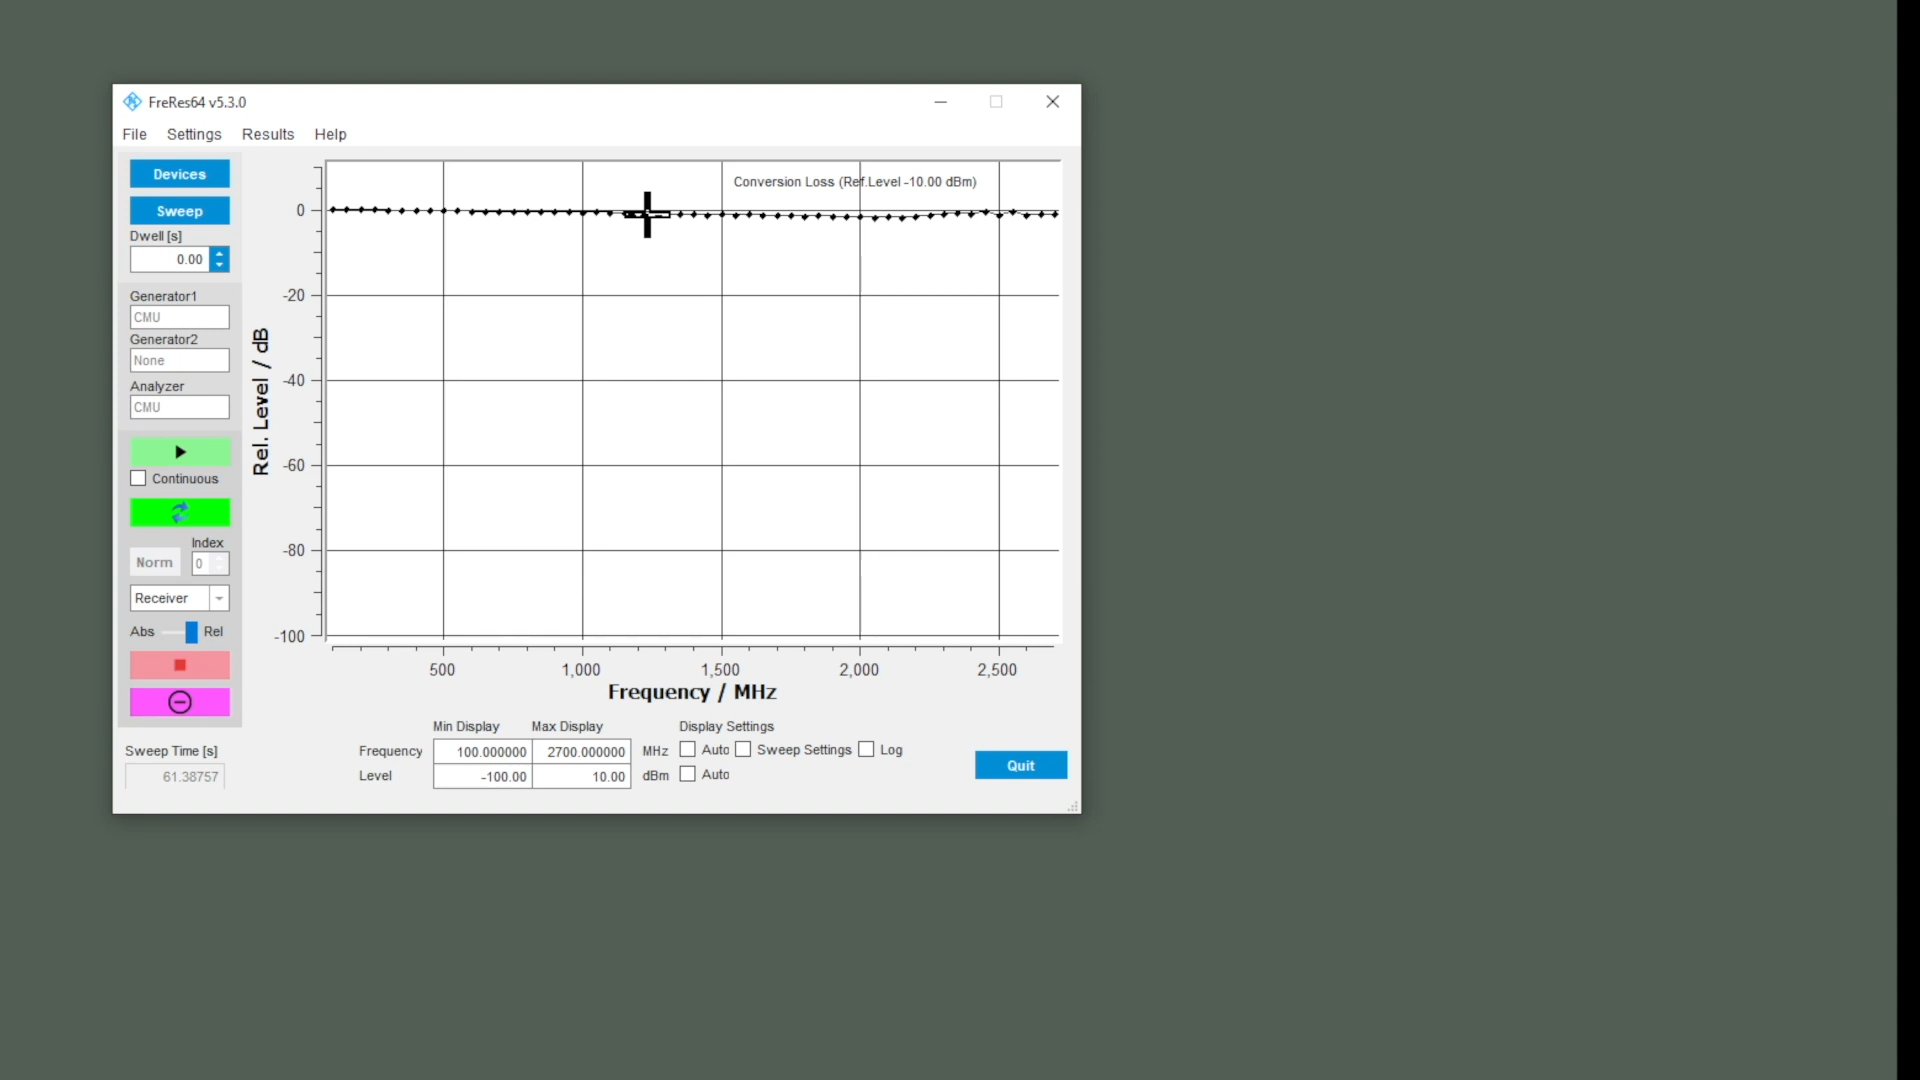 FreRes64 v5.3.0
File Settings Results Help
Devices
Sweep
Dwell [s]
0.00
Generator1
CMU
Generator2
None
Analyzer
CMU
Continuous
Index
Norm 0
Receiver
Abs Rel
Sweep Time [s]
61.38757
Conversion Loss (Ref.Level -10.00 dBm)
Rel. Level / dB
0
-20
-40
-60
-80
-100
500 1,000 1,500 2,000 2,500
Frequency / MHz
Min Display Max Display Display Settings
Frequency 100.000000 2700.000000 MHz Auto Sweep Settings Log
Level -100.00 10.00 dBm Auto
Quit